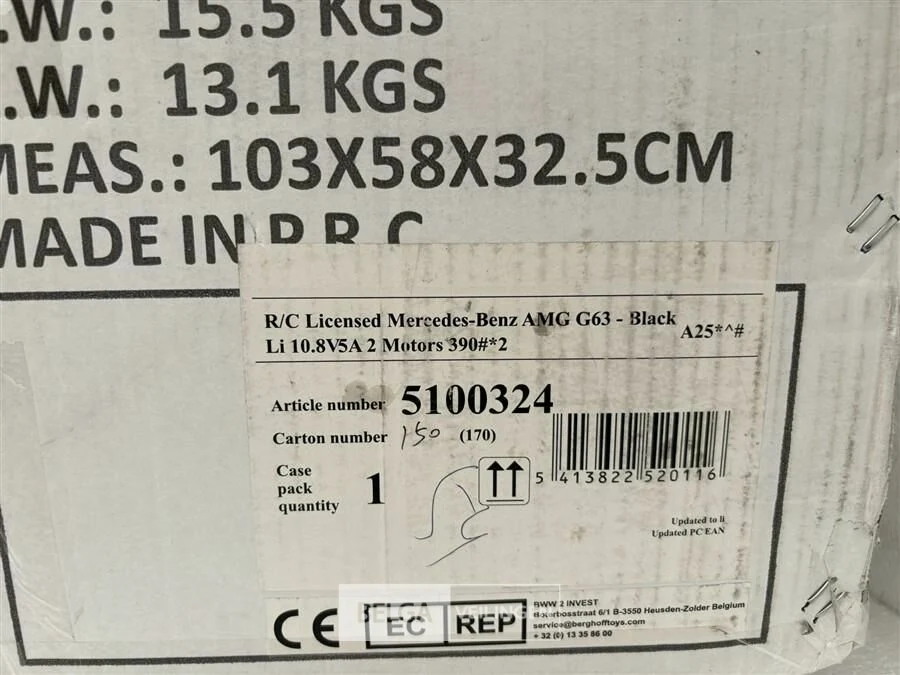 .W.: 15.5 KGS
.W.: 13.1 KGS
MEAS.: 103X58X32.5CM
MADE IN P.R.C
R/C Licensed Mercedes-Benz AMG G63 - Black
Li 10.8V5A 2 Motors 390#*2
A25*^#
Article number 5100324
Carton number 150 (170)
Case
pack
quantity
1
5 413822 520116
Updated to li
Updated PC EAN
CE
EC REP
BWW 2 INVEST
6/1 B-3550 Heusden-Zolder Belgium
service@berghofftoys.com
+ 32 (0) 13 35 86 00
BELGA VEILING